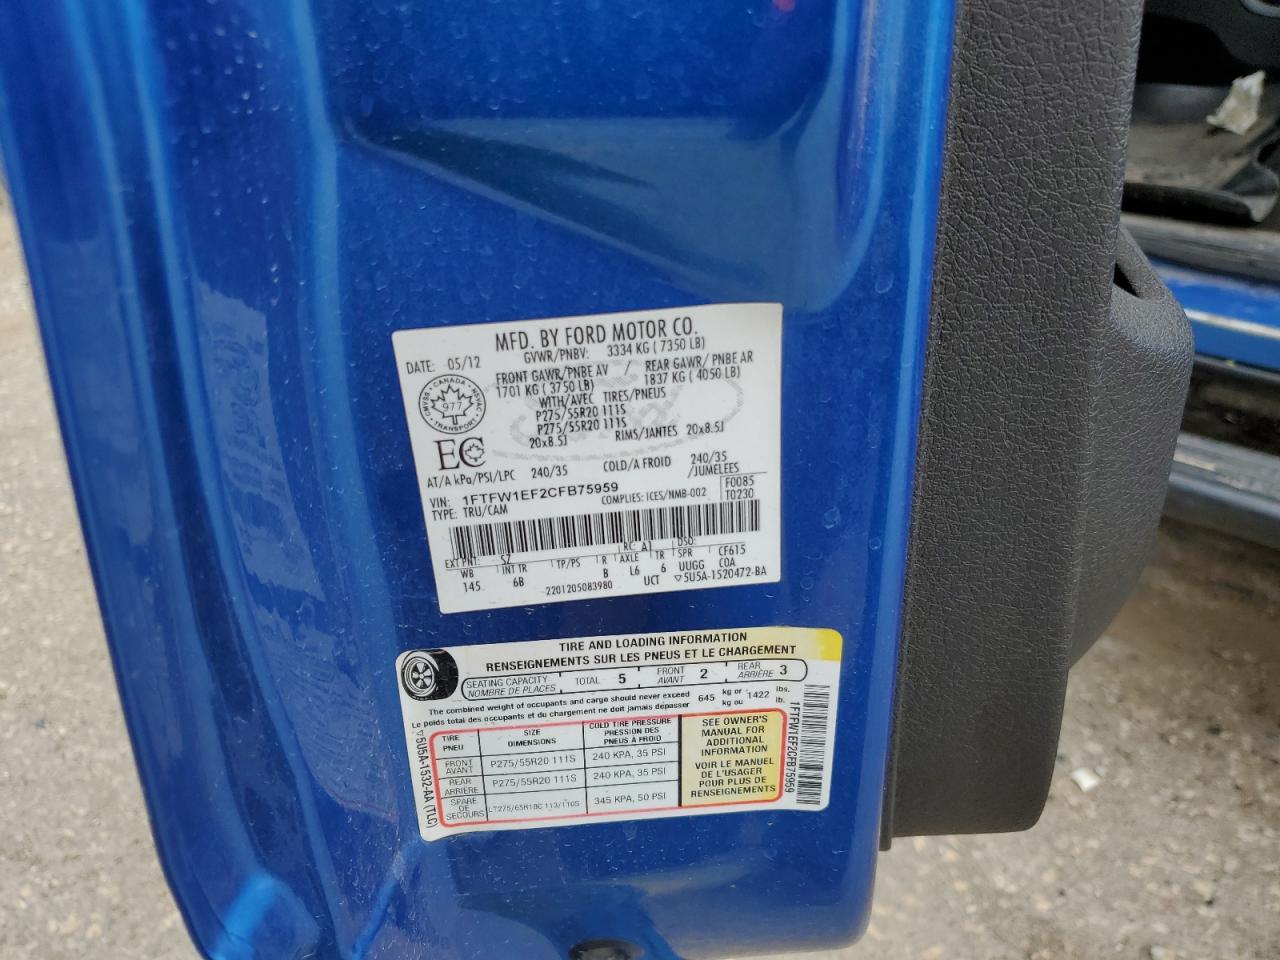 MFD. BY FORD MOTOR CO.
DATE: 05/12 GVWR/PNBV: 3334 KG (7350 LB)
FRONT GAWR/PNBE AV / REAR GAWR/ PNBE AR
1701 KG (3750 LB) 1837 KG (4050 LB)
WITH/AVEC TIRES/PNEUS
P275/55R20 111S
P275/55R20 111S
20x8.5J RIMS/JANTES 20x8.5J
CANADA
CMVSS NSVAC
977
TRANSPORT
EC
AT/A kPa/PSI/LPC 240/35 COLD/A FROID 240/35
/JUMELEES
VIN: 1FTFW1EF2CFB75959 COMPLIES: ICES/NMB-002 F0085
TYPE: TRU/CAM T0230
EXT PNT: SZ RC A1 DSO:
WB INT TR TP/PS R AXLE TR SPR CF615
145 6B B L6 6 UUGG COA
2201205083980 UCT 5U5A-1520472-BA
TIRE AND LOADING INFORMATION
RENSEIGNEMENTS SUR LES PNEUS ET LE CHARGEMENT
SEATING CAPACITY TOTAL 5 FRONT 2 REAR 3
NOMBRE DE PLACES AVANT ARRIÈRE
The combined weight of occupants and cargo should never exceed 645 kg or 1422 lbs.
Le poids total des occupants et du chargement ne doit jamais dépasser kg ou lb.
TIRE SIZE COLD TIRE PRESSURE
PNEU DIMENSIONS PRESSION DES PNEUS À FROID
FRONT AVANT P275/55R20 111S 240 KPA, 35 PSI
REAR ARRIÈRE P275/55R20 111S 240 KPA, 35 PSI
SPARE DE SECOURS LT275/65R18C 113/110S 345 KPA, 50 PSI
SEE OWNER'S
MANUAL FOR
ADDITIONAL
INFORMATION
VOIR LE MANUEL
DE L'USAGER
POUR PLUS DE
RENSEIGNEMENTS
5U5A-1532-AA (TLC)
1FTFW1EF2CFB75959